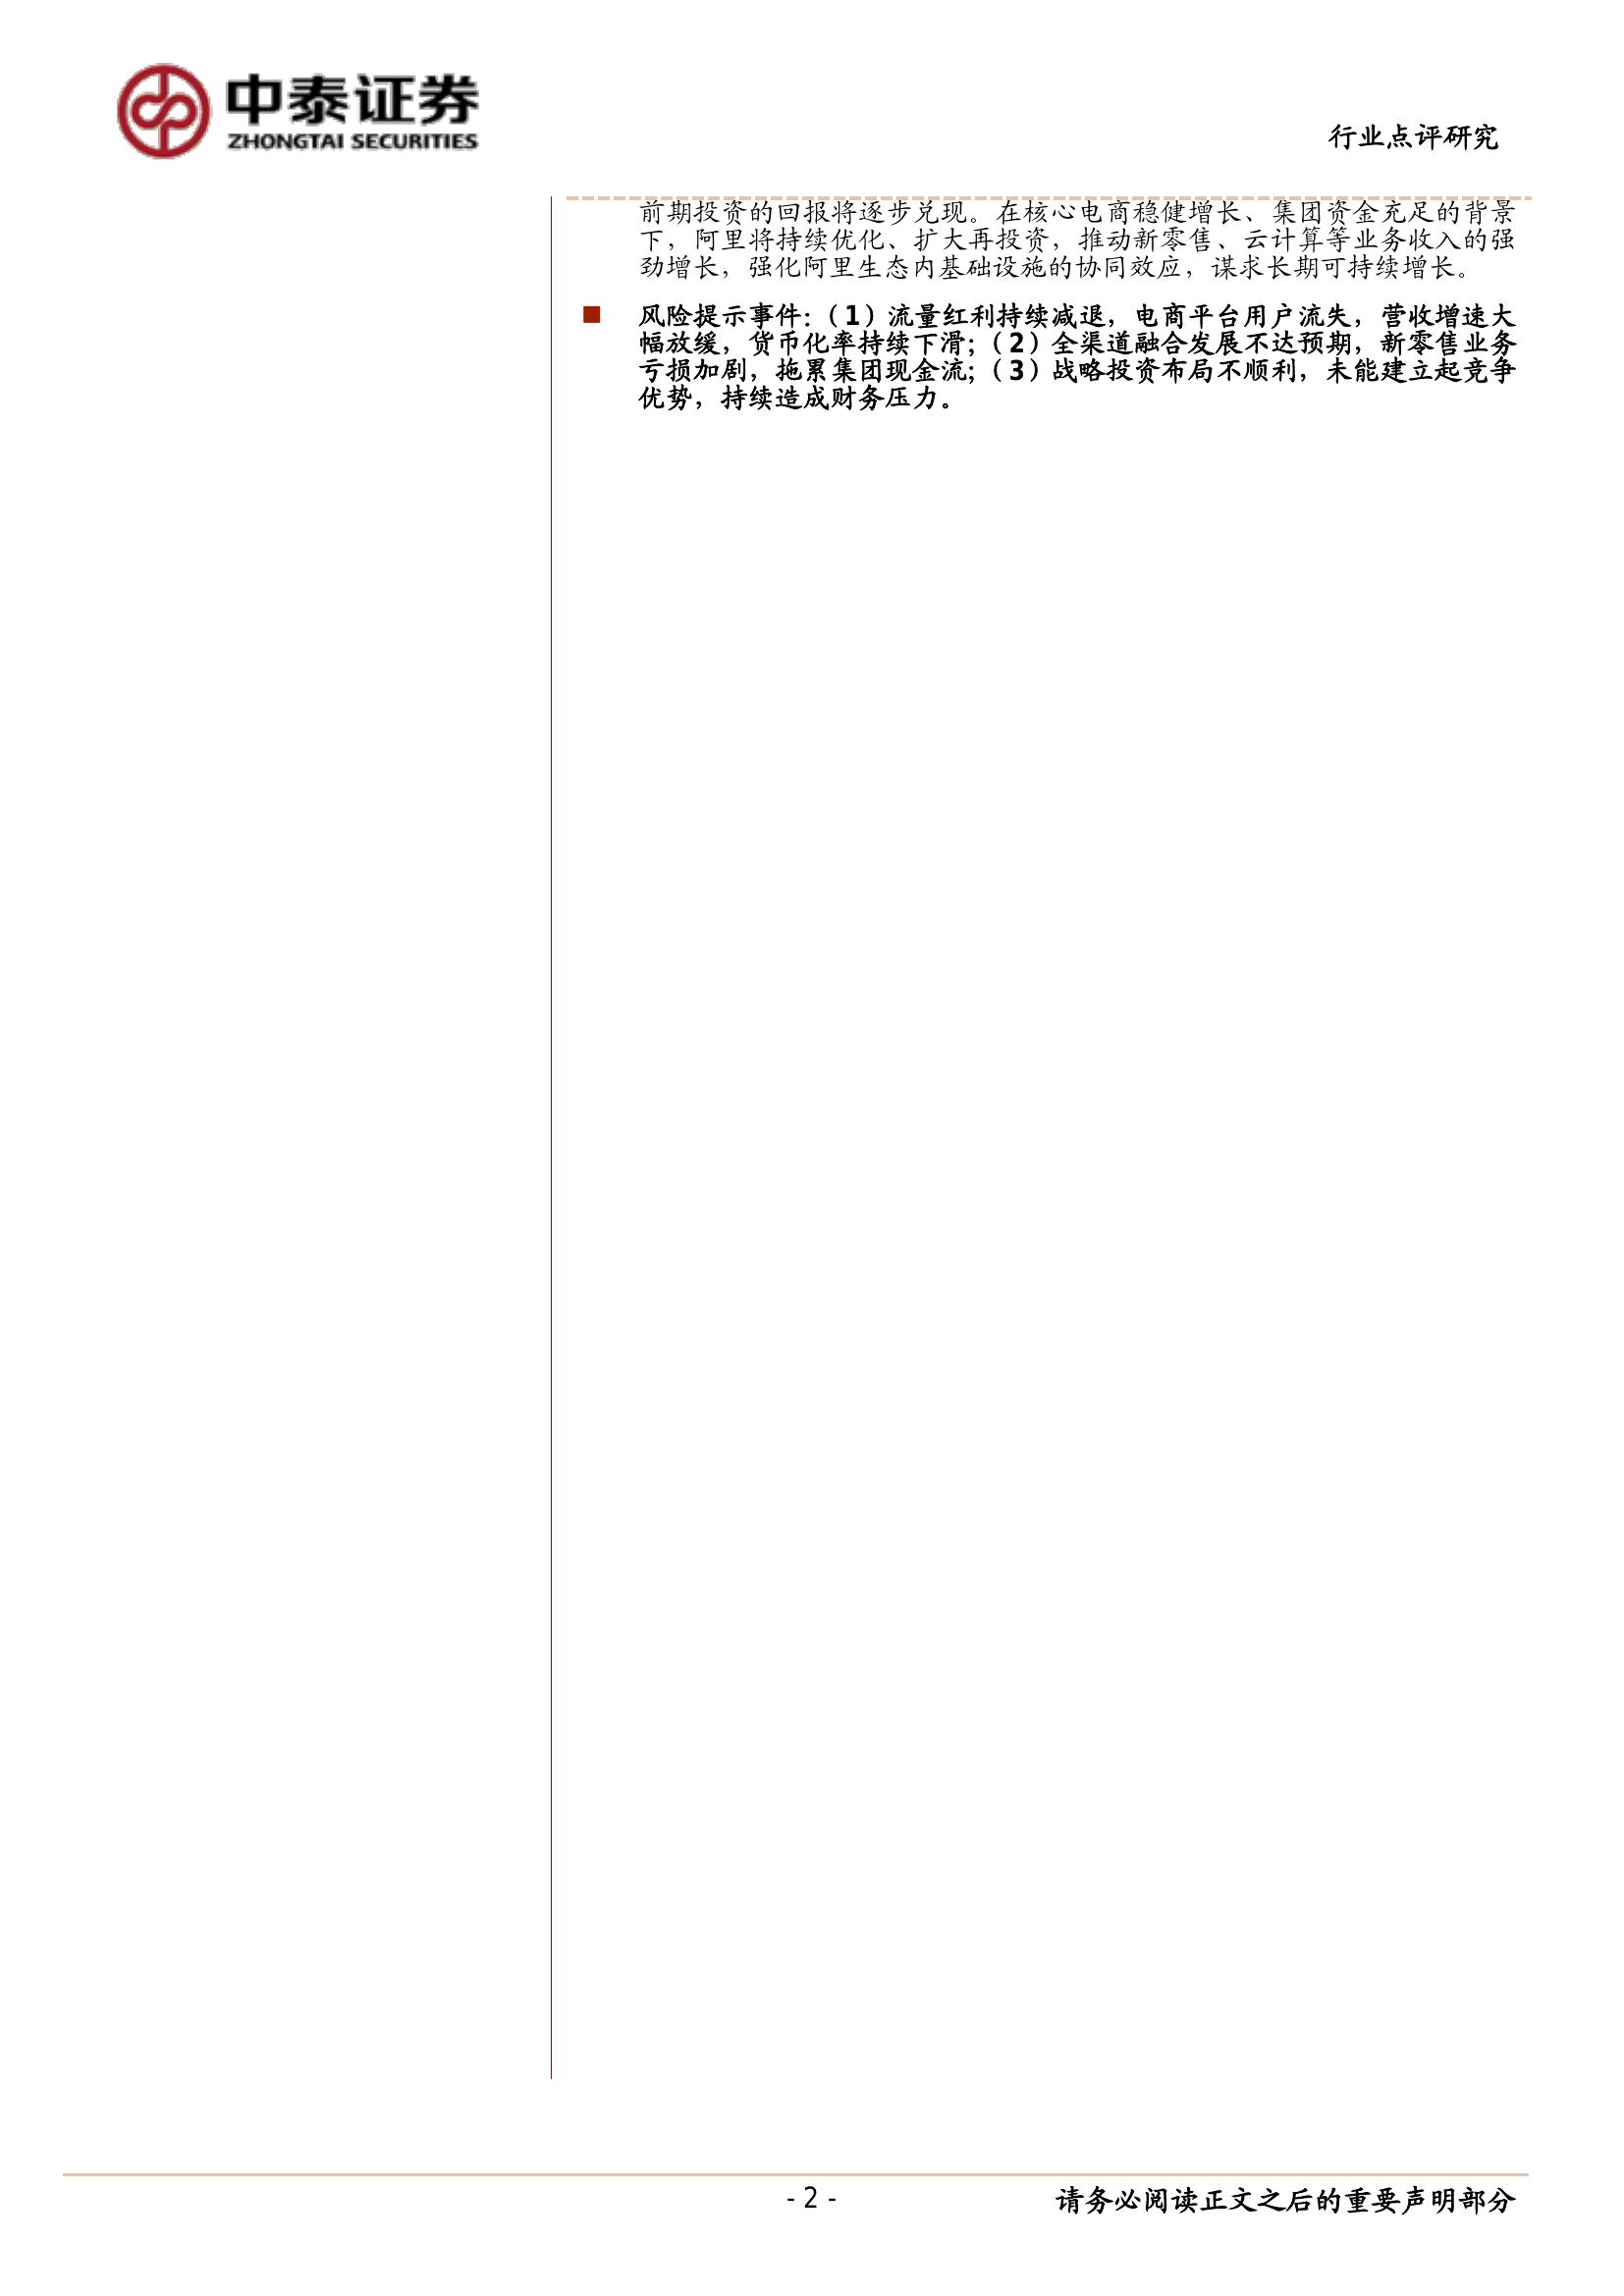 中泰证券
ZHONGTAI SECURITIES
行业点评研究
前期投资的回报将逐步兑现。在核心电商稳健增长、集团资金充足的背景
下，阿里将持续优化、扩大再投资，推动新零售、云计算等业务收入的强
劲增长，强化阿里生态内基础设施的协同效应，谋求长期可持续增长。
■ 风险提示事件:（1）流量红利持续减退，电商平台用户流失，营收增速大
幅放缓，货币化率持续下滑;（2）全渠道融合发展不达预期，新零售业务
亏损加剧，拖累集团现金流;（3）战略投资布局不顺利，未能建立起竞争
优势，持续造成财务压力。
- 2 -
请务必阅读正文之后的重要声明部分